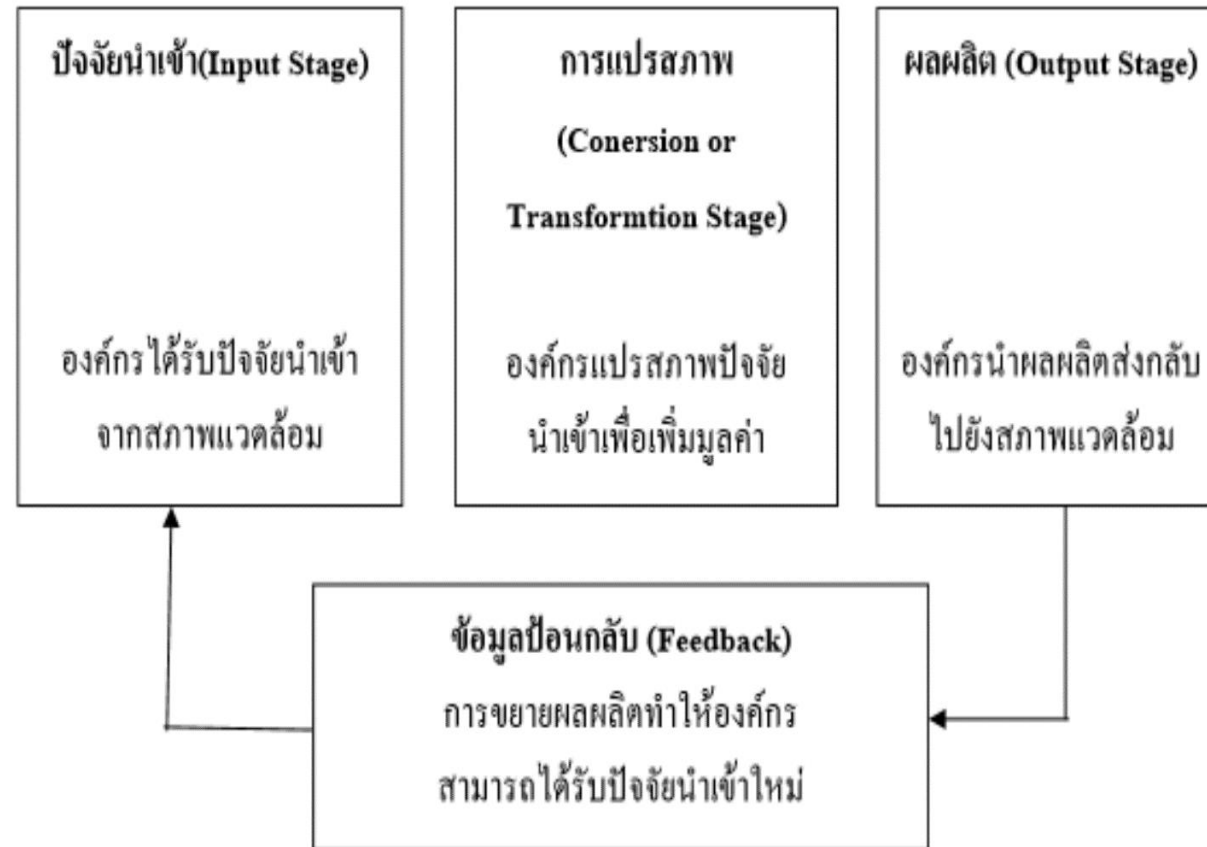 ปัจจัยนำเข้า(Input Stage)
องค์กรได้รับปัจจัยนำเข้า
จากสภาพแวดล้อม
การแปรสภาพ
(Conersion or
Transformtion Stage)
องค์กรแปรสภาพปัจจัย
นำเข้าเพื่อเพิ่มมูลค่า
ผลผลิต (Output Stage)
องค์กรนำผลผลิตส่งกลับ
ไปยังสภาพแวดล้อม
ข้อมูลป้อนกลับ (Feedback)
การขยายผลผลิตทำให้องค์กร
สามารถได้รับปัจจัยนำเข้าใหม่